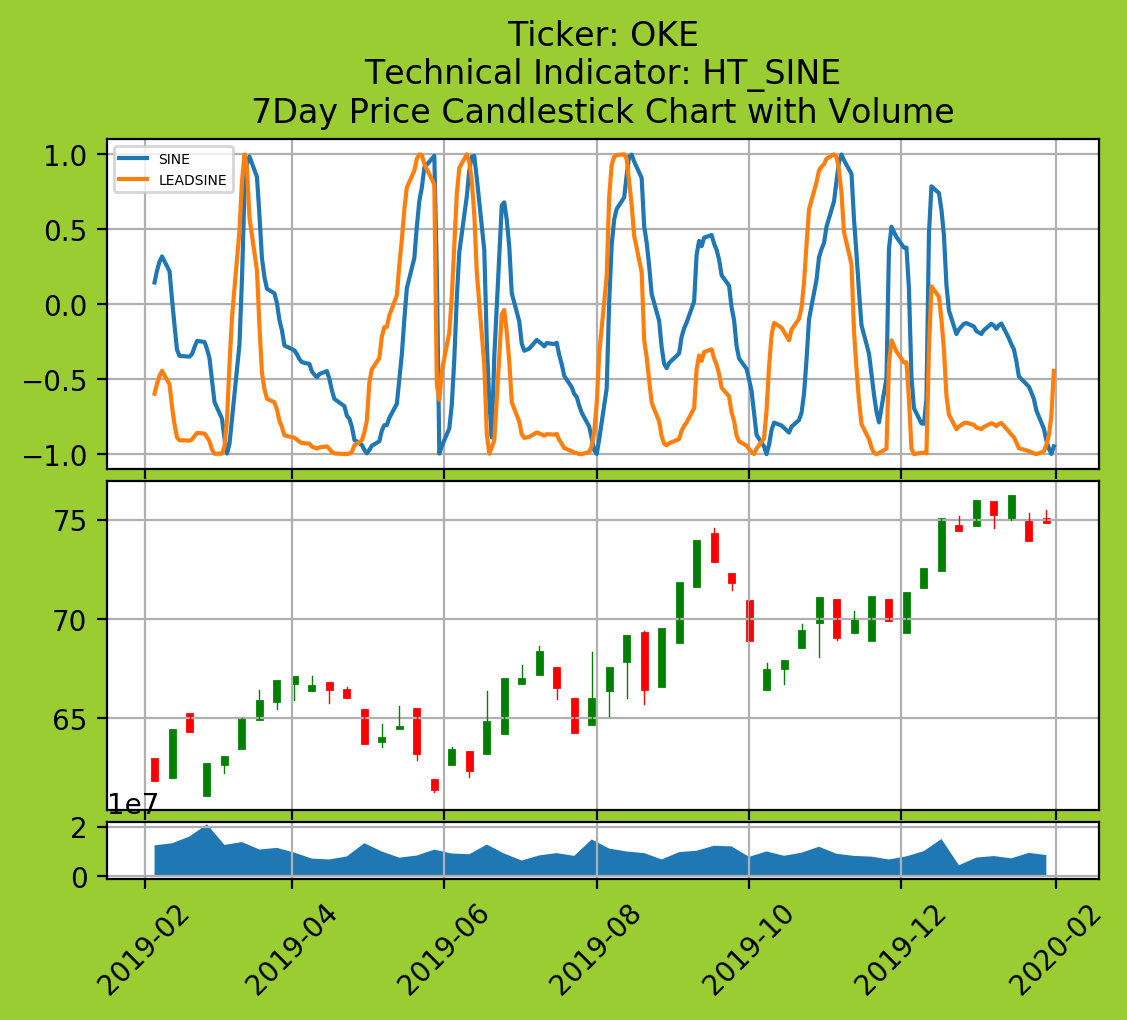 Ticker: OKE
Technical Indicator: HT_SINE
7Day Price Candlestick Chart with Volume
SINE
LEADSINE
1.0
0.5
0.0
−0.5
−1.0
75
70
65
1e7
2
0
2019-02
2019-04
2019-06
2019-08
2019-10
2019-12
2020-02